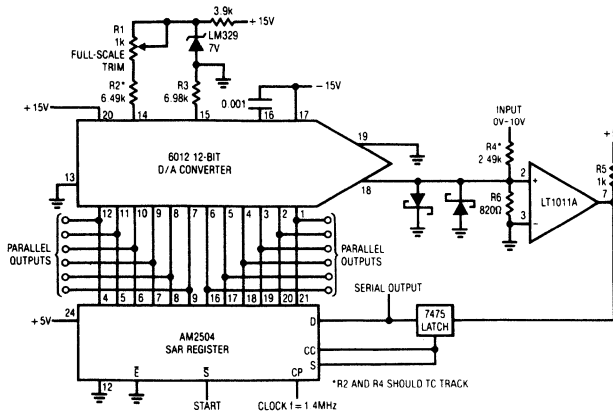 3.9k
R1
1k
FULL-SCALE
TRIM
LM329
7V
+15V
R2*
6.49k
R3
6.98k
0.001
-15V
+15V
20
14
15
16
17
6012 12-BIT
D/A CONVERTER
19
18
13
INPUT
0V-10V
R4*
2.49k
R6
820Ω
2
+
3
-
LT1011A
7
R5
1k
12 11 10 9 8 7 6 5 4 3 2 1
PARALLEL
OUTPUTS
PARALLEL
OUTPUTS
4 5 6 7 8 9 16 17 18 19 20 21
24
+5V
AM2504
SAR REGISTER
D
CC
S
SERIAL OUTPUT
7475
LATCH
12
E̅
S̅
CP
START
CLOCK f = 1 4MHz
*R2 AND R4 SHOULD TC TRACK